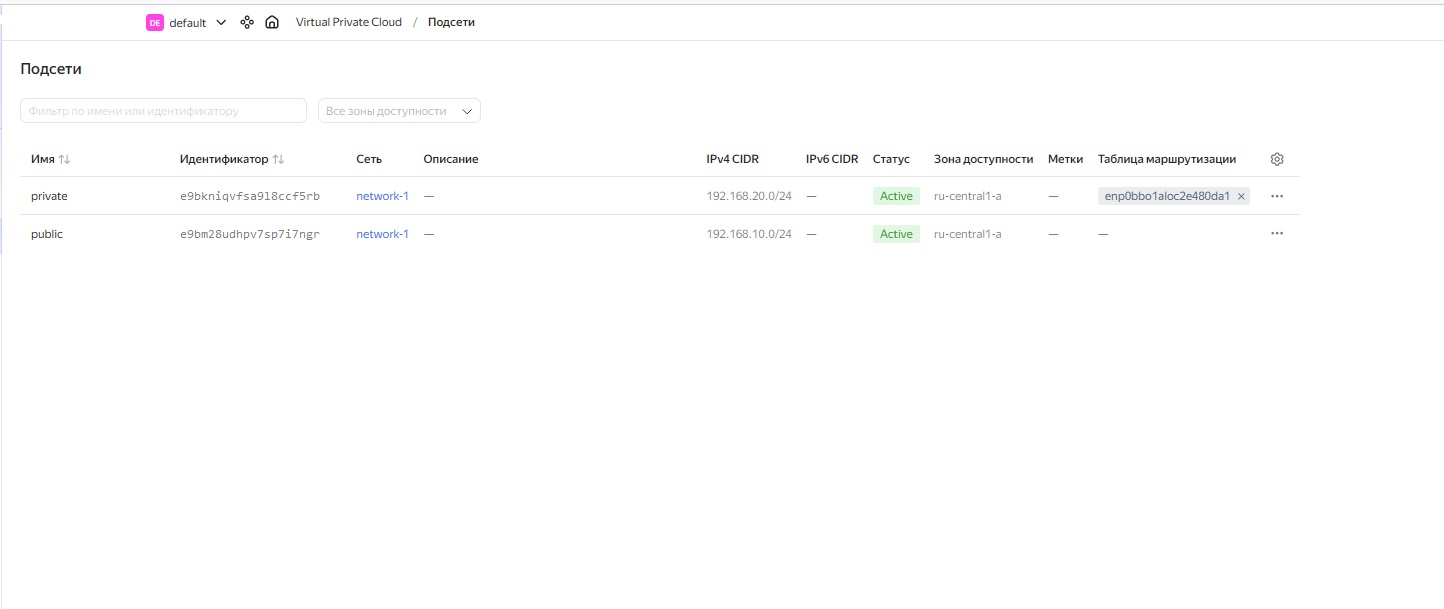 DE default Virtual Private Cloud / Подсети
Подсети
Фильтр по имени или идентификатору Все зоны доступности
Имя Идентификатор Сеть Описание IPv4 CIDR IPv6 CIDR Статус Зона доступности Метки Таблица маршрутизации
private e9bkniqvfsa9l8ccf5rb network-1 — 192.168.20.0/24 — Active ru-central1-a — enp0bbo1aloc2e480da1
public e9bm28udhpv7sp7i7ngr network-1 — 192.168.10.0/24 — Active ru-central1-a — —